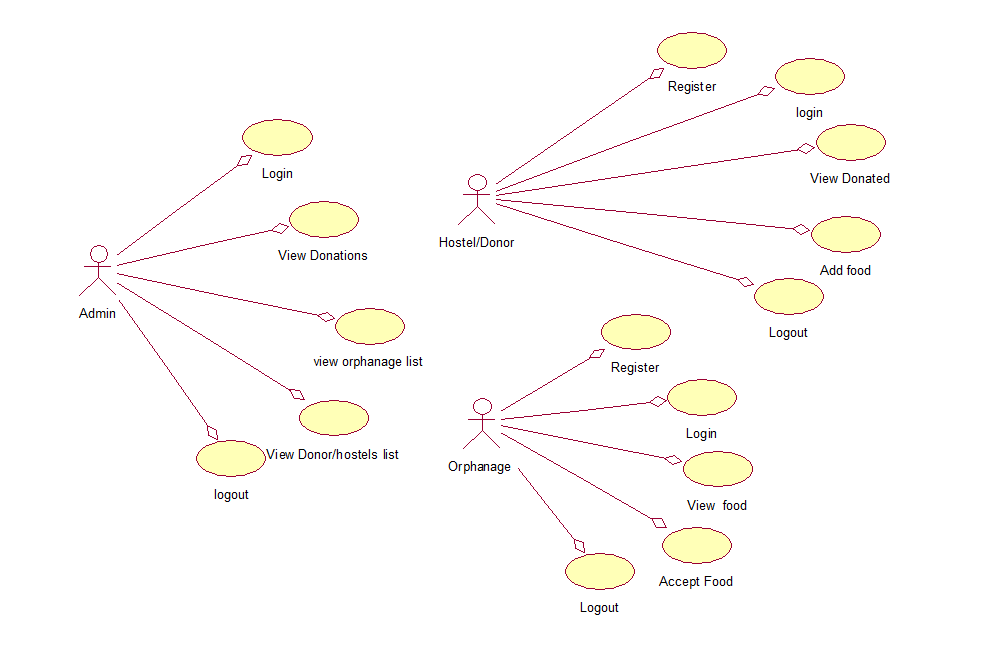 Login
View Donations
Admin
view orphanage list
View Donor/hostels list
logout
Register
login
View Donated
Hostel/Donor
Add food
Logout
Register
Login
Orphanage
View  food
Accept Food
Logout